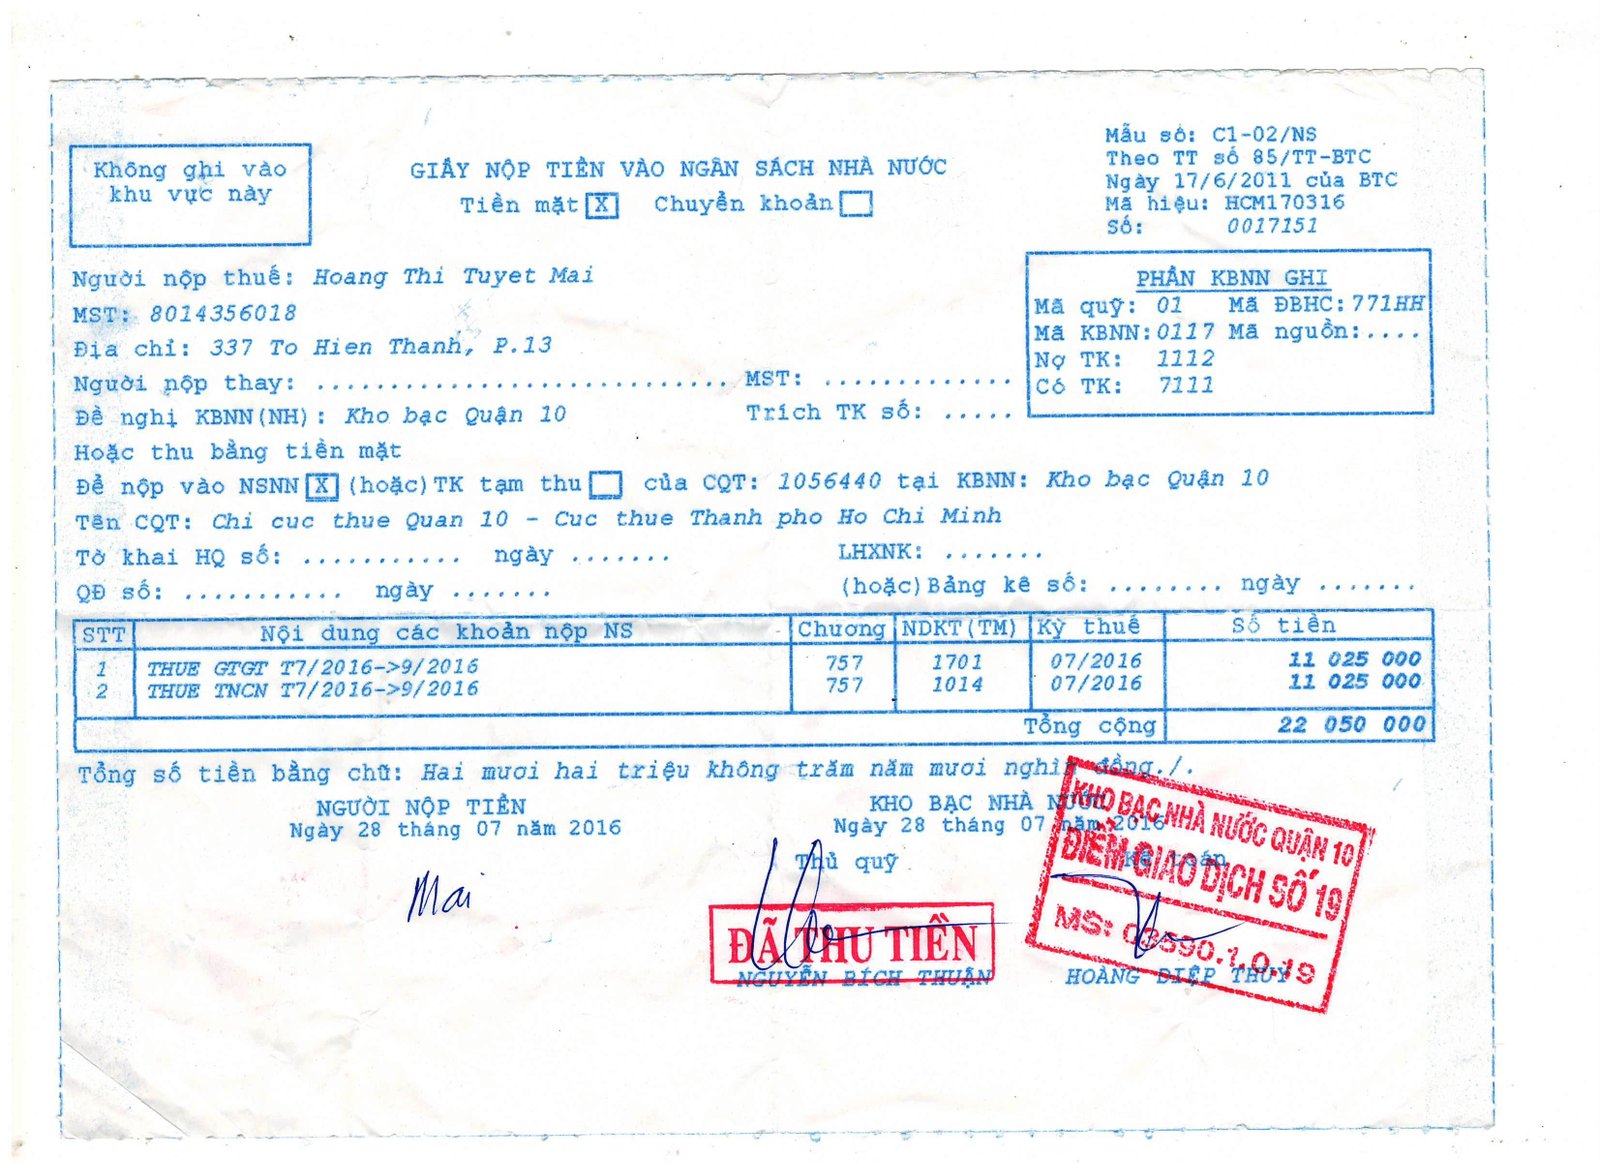 Không ghi vào
khu vực này
GIẤY NỘP TIỀN VÀO NGÂN SÁCH NHÀ NƯỚC
Tiền mặt [X] Chuyển khoản [ ]
Mẫu số: C1-02/NS
Theo TT số 85/TT-BTC
Ngày 17/6/2011 của BTC
Mã hiệu: HCM170316
Số: 0017151
PHẦN KBNN GHI
Mã quỹ: 01 Mã ĐBHC:771HH
Mã KBNN:0117 Mã nguồn:....
Nợ TK: 1112
Có TK: 7111
Người nộp thuế: Hoang Thi Tuyet Mai
MST: 8014356018
Địa chỉ: 337 To Hien Thanh, P.13
Người nộp thay: ........................... MST: .............
Đề nghị KBNN(NH): Kho bạc Quận 10 Trích TK số: .....
Hoặc thu bằng tiền mặt
Để nộp vào NSNN [X] (hoặc)TK tạm thu [ ] của CQT: 1056440 tại KBNN: Kho bạc Quận 10
Tên CQT: Chi cuc thue Quan 10 - Cuc thue Thanh pho Ho Chi Minh
Tờ khai HQ số: ........... ngày ....... LHXNK: .......
QĐ số: ........... ngày ....... (hoặc)Bảng kê số: ........ ngày .......
STT Nội dung các khoản nộp NS Chương NDKT(TM) Kỳ thuế Số tiền
1 THUE GTGT T7/2016->9/2016 757 1701 07/2016 11 025 000
2 THUE TNCN T7/2016->9/2016 757 1014 07/2016 11 025 000
Tổng cộng 22 050 000
Tổng số tiền bằng chữ: Hai mươi hai triệu không trăm năm mươi nghìn đồng./.
NGƯỜI NỘP TIỀN
Ngày 28 tháng 07 năm 2016
Mai
KHO BẠC NHÀ NƯỚC
Ngày 28 tháng 07 năm 2016
Thủ quỹ Kế toán
ĐÃ THU TIỀN
NGUYỄN BÍCH THUẬN HOÀNG DIỆP THÚY
KHO BẠC NHÀ NƯỚC QUẬN 10
ĐIỂM GIAO DỊCH SỐ 19
MS: 03590.1.0.19